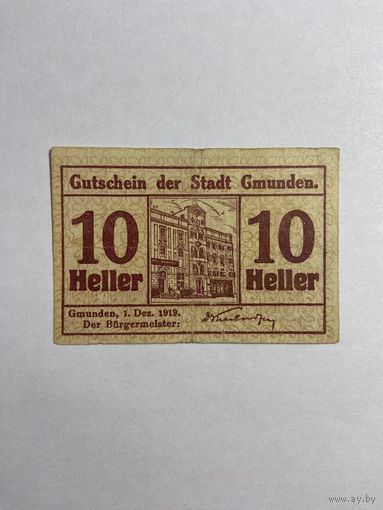 Gutschein der Stadt Gmunden.
10 Heller
10 Heller
Gmunden, 1. Dez. 1919.
Der Bürgermeister:
www.ay.by